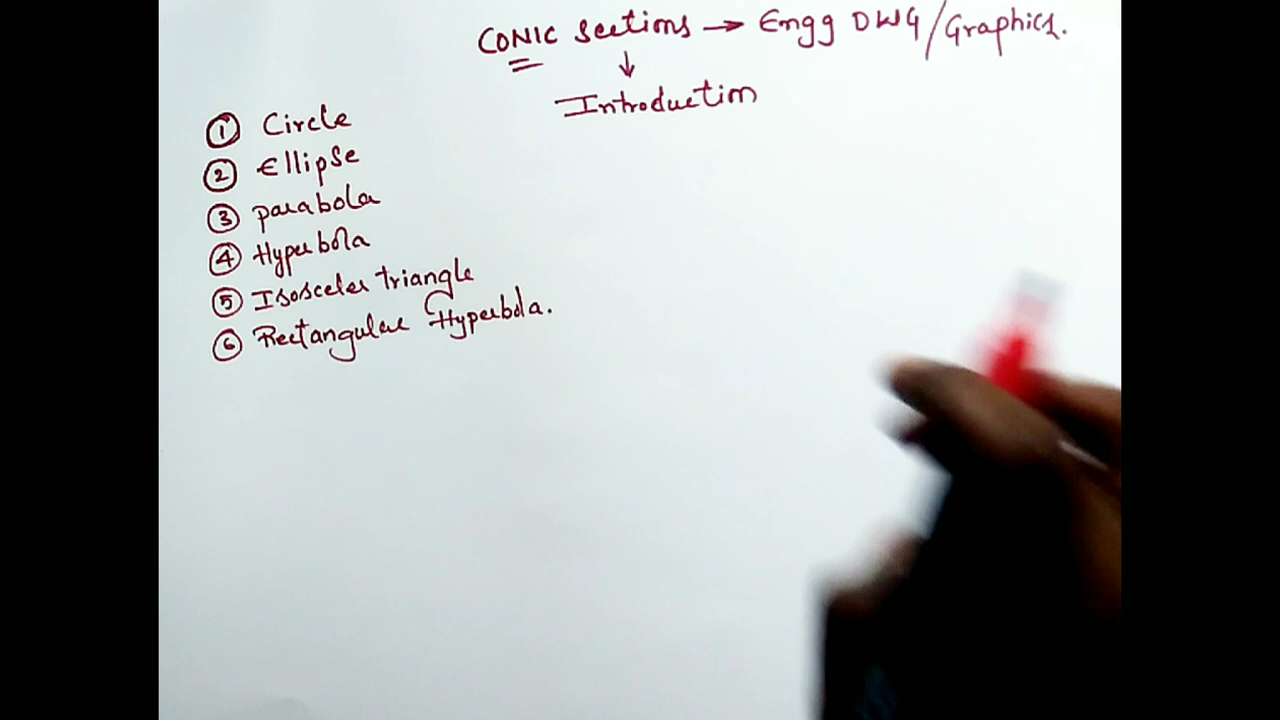 CONIC Sections → Engg DWG/Graphics.
↓
Introduction
① Circle
② Ellipse
③ parabola
④ Hyperbola
⑤ Isosceles triangle
⑥ Rectangular Hyperbola.